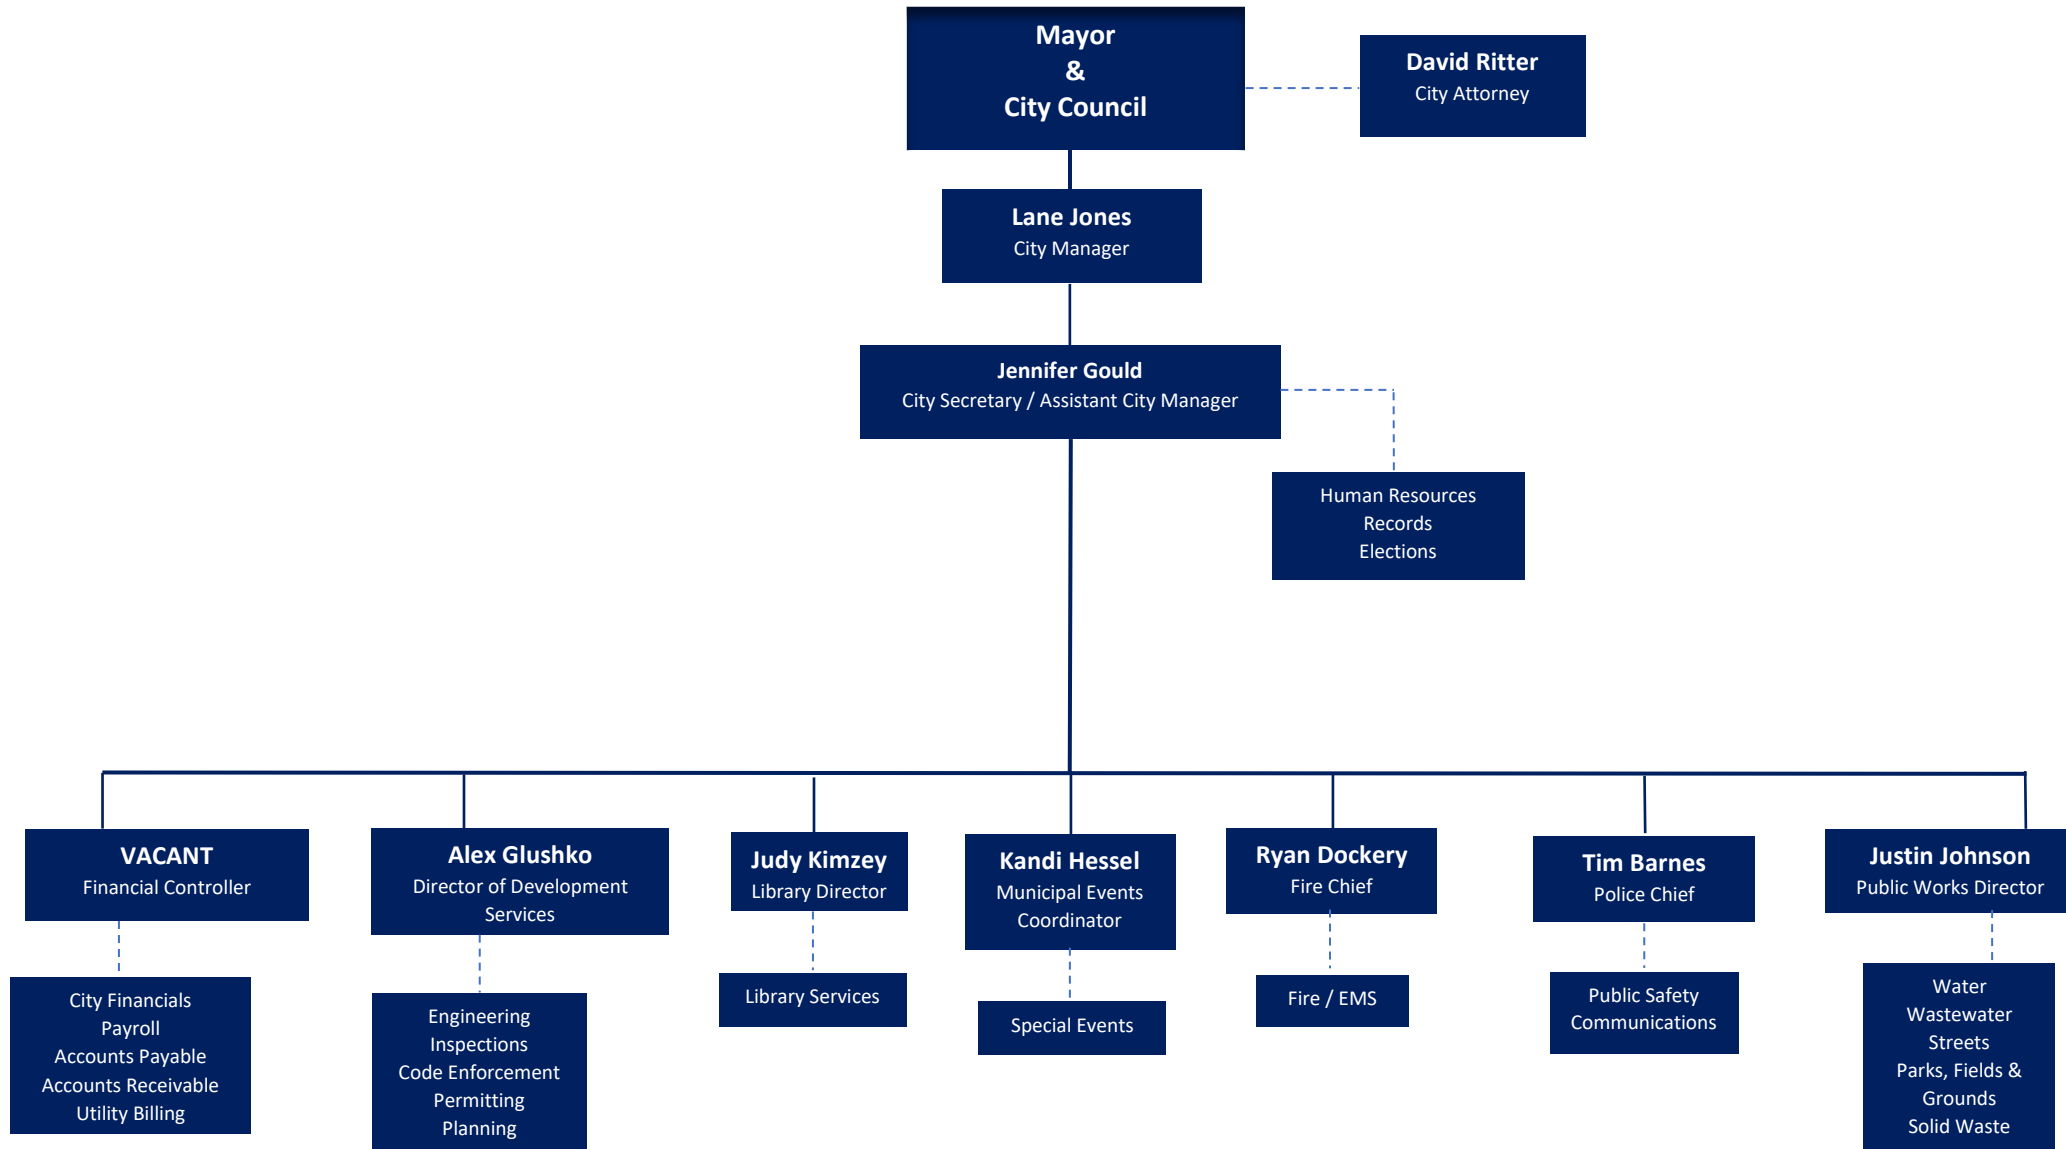 Mayor
&
City Council
David Ritter
City Attorney
Lane Jones
City Manager
Jennifer Gould
City Secretary / Assistant City Manager
Human Resources
Records
Elections
VACANT
Financial Controller
Alex Glushko
Director of Development
Services
Judy Kimzey
Library Director
Kandi Hessel
Municipal Events
Coordinator
Ryan Dockery
Fire Chief
Tim Barnes
Police Chief
Justin Johnson
Public Works Director
City Financials
Payroll
Accounts Payable
Accounts Receivable
Utility Billing
Engineering
Inspections
Code Enforcement
Permitting
Planning
Library Services
Special Events
Fire / EMS
Public Safety
Communications
Water
Wastewater
Streets
Parks, Fields &
Grounds
Solid Waste